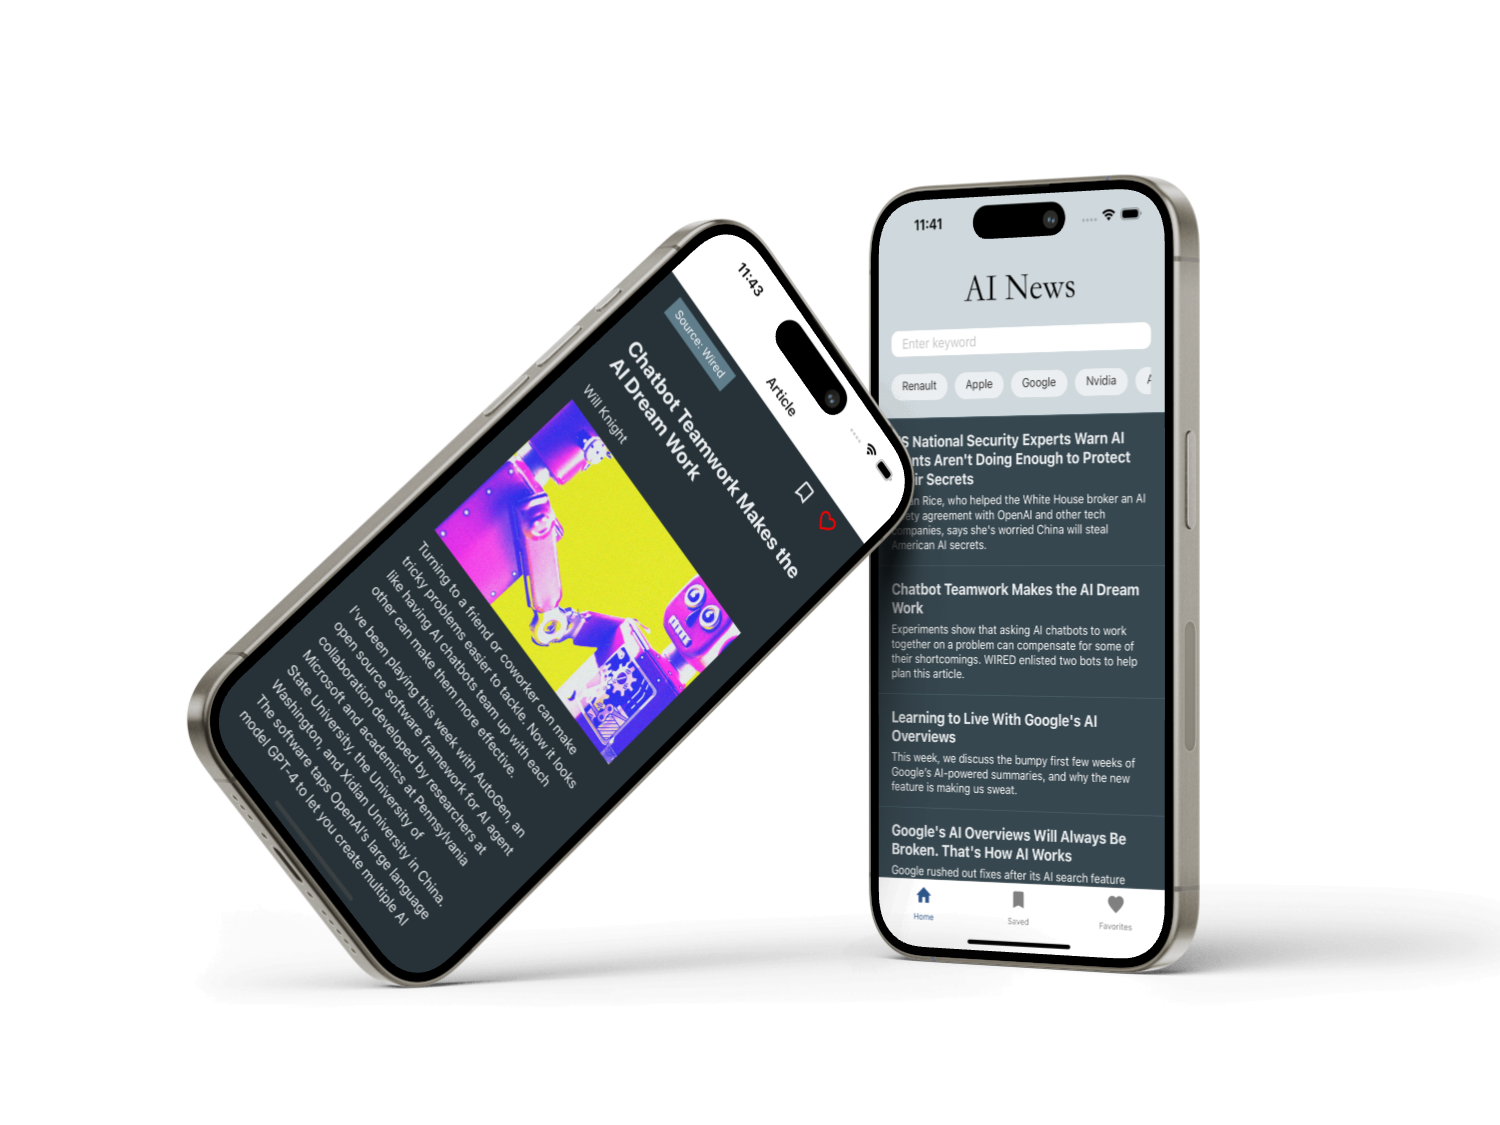 11:43
Article
Source: Wired
Chatbot Teamwork Makes the
AI Dream Work
Will Knight
Turning to a friend or coworker can make
tricky problems easier to tackle. Now it looks
like having AI chatbots team up with each
other can make them more effective.
I've been playing this week with AutoGen, an
open source software framework for AI agent
collaboration developed by researchers at
Microsoft and academics at Pennsylvania
State University, the University of
Washington, and Xidian University in China.
The software taps OpenAI's large language
model GPT-4 to let you create multiple AI
11:41
AI News
Enter keyword
Renault Apple Google Nvidia
National Security Experts Warn AI
Aren't Doing Enough to Protect
Secrets
Rice, who helped the White House broker an AI
agreement with OpenAI and other tech
companies, says she's worried China will steal
American AI secrets.
Chatbot Teamwork Makes the AI Dream
Work
Experiments show that asking AI chatbots to work
together on a problem can compensate for some of
their shortcomings. WIRED enlisted two bots to help
plan this article.
Learning to Live With Google's AI
Overviews
This week, we discuss the bumpy first few weeks of
Google's AI-powered summaries, and why the new
feature is making us sweat.
Google's AI Overviews Will Always Be
Broken. That's How AI Works
Google rushed out fixes after its AI search feature
Home Saved Favorites